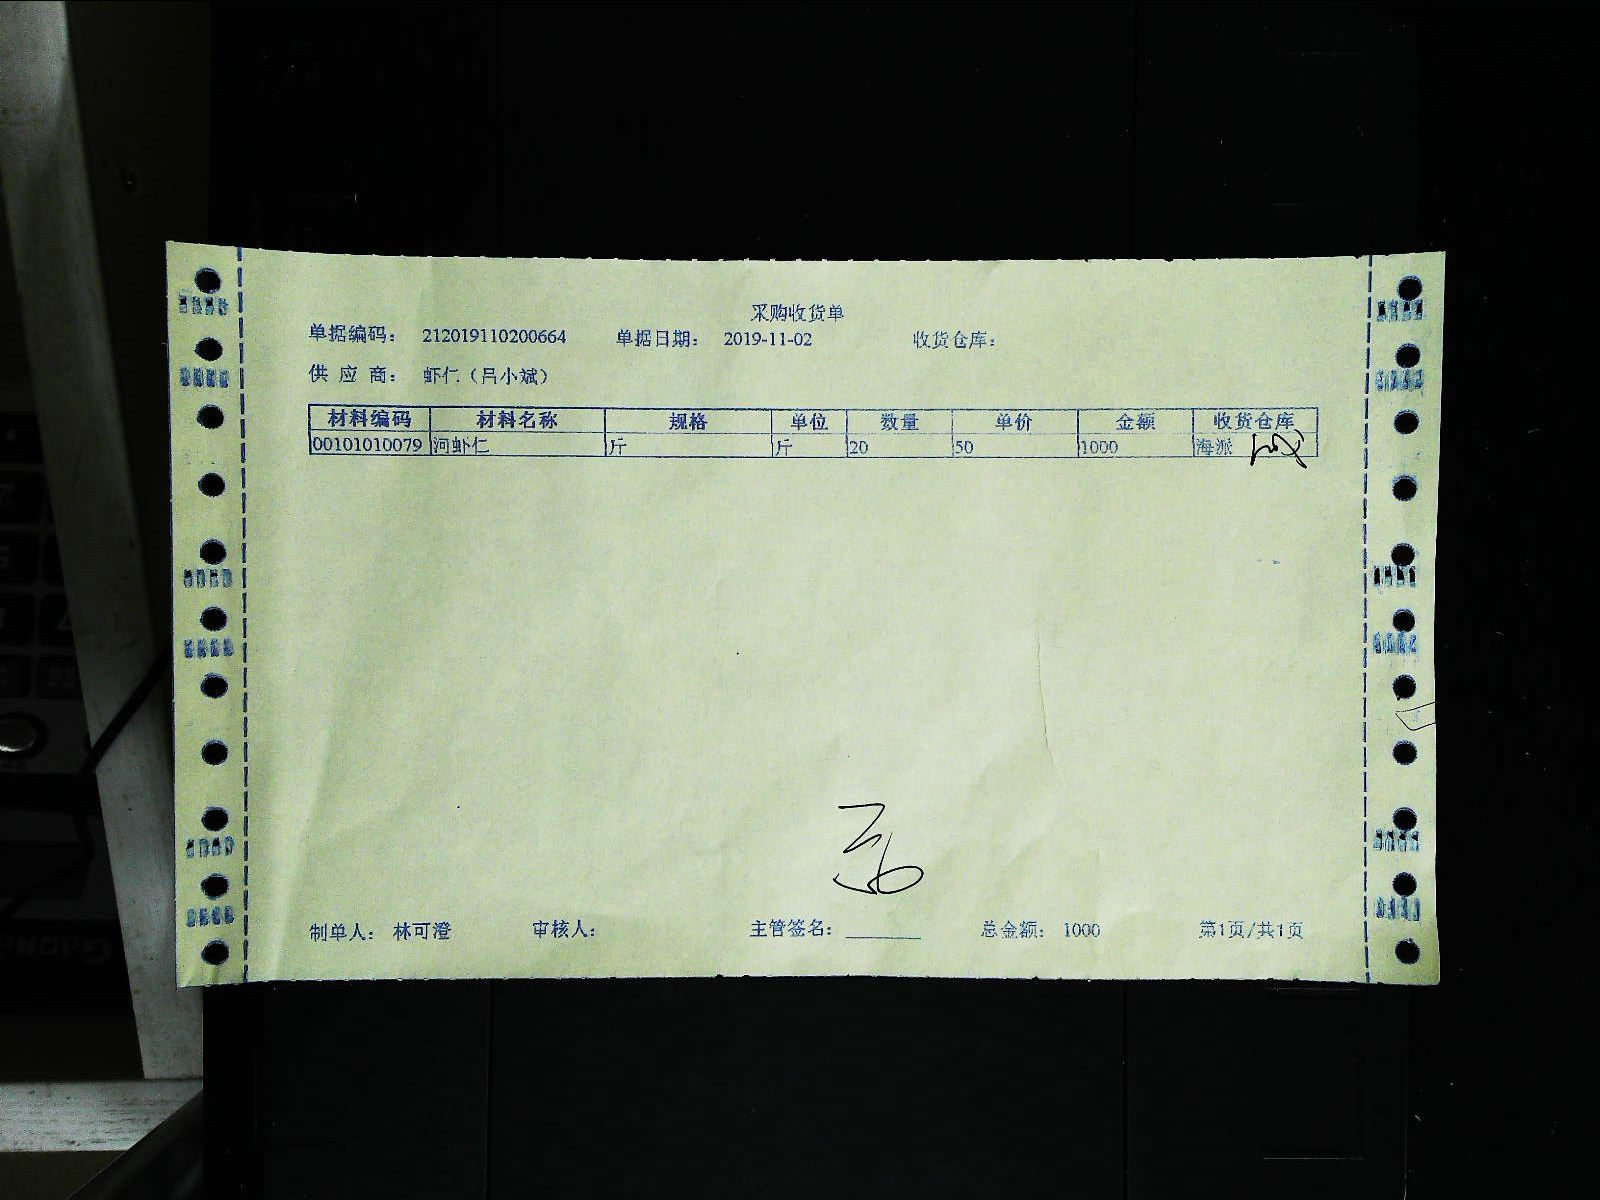 采购收货单
单据编码： 212019110200664 单据日期： 2019-11-02 收货仓库：
供 应 商： 虾仁（吕小斌）
材料编码 材料名称 规格 单位 数量 单价 金额 收货仓库
00101010079 河虾仁 斤 斤 20 50 1000 海派
制单人： 林可澄 审核人： 主管签名： 总金额： 1000 第1页/共1页